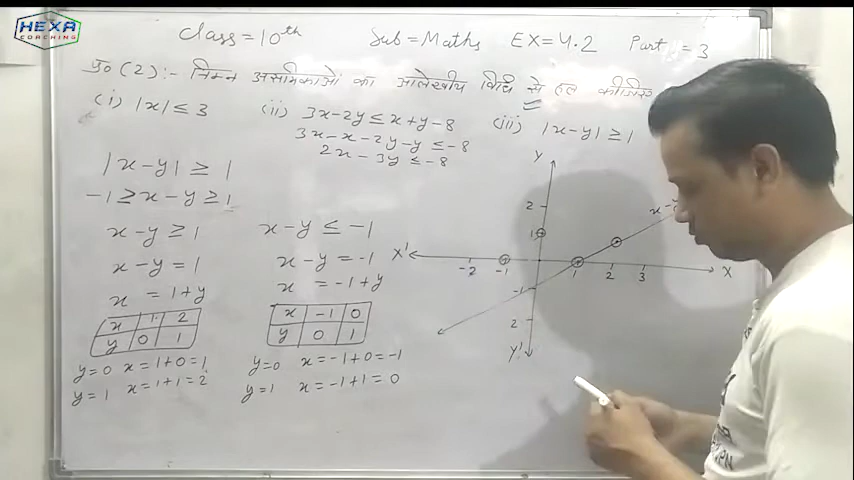 HEXA
COACHING
Class = 10th Sub = Maths EX = 4.2 Part = 3
प्र० (2):- निम्न असमिकाओं का आलेखीय विधि से हल कीजिए
(i) |x| ≤ 3 (ii) 3x-2y ≤ x+y-8 (iii) |x-y| ≥ 1
3x-x-2y-y ≤ -8
2x-3y ≤ -8
|x-y| ≥ 1
-1 ≥ x-y ≥ 1
x-y ≥ 1 x-y ≤ -1
x-y = 1 x-y = -1
x = 1+y x = -1+y
x 1 2 x -1 0
y 0 1 y 0 1
y=0 x=1+0=1 y=0 x=-1+0=-1
y=1 x=1+1=2 y=1 x=-1+1=0
Y
2
1
X' -2 -1 1 2 3 X
-1
2
Y'